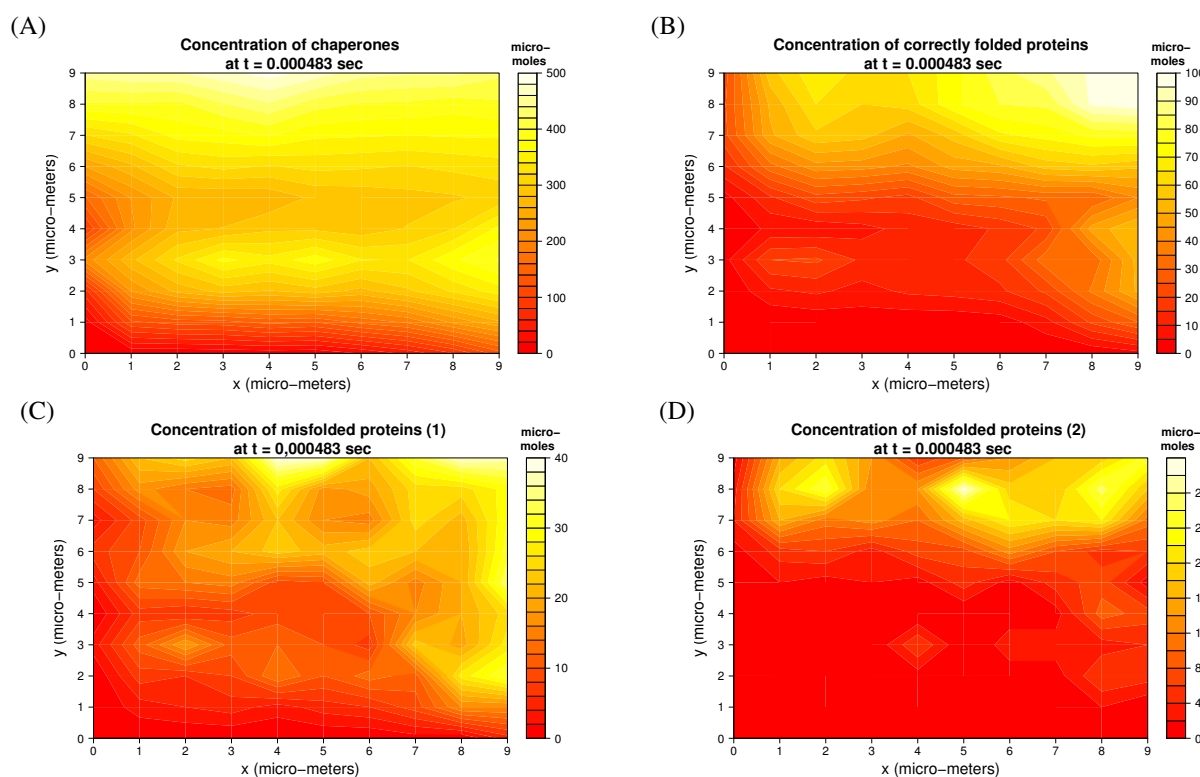 (A)
Concentration of chaperones
at t = 0.000483 sec
micro−
moles
y (micro−meters)
9
8
7
6
5
4
3
2
1
0
0 1 2 3 4 5 6 7 8 9
x (micro−meters)
500
400
300
200
100
0
(B)
Concentration of correctly folded proteins
at t = 0.000483 sec
micro−
moles
y (micro−meters)
9
8
7
6
5
4
3
2
1
0
0 1 2 3 4 5 6 7 8 9
x (micro−meters)
100
90
80
70
60
50
40
30
20
10
0
(C)
Concentration of misfolded proteins (1)
at t = 0,000483 sec
micro−
moles
y (micro−meters)
9
8
7
6
5
4
3
2
1
0
0 1 2 3 4 5 6 7 8 9
x (micro−meters)
40
30
20
10
0
(D)
Concentration of misfolded proteins (2)
at t = 0.000483 sec
micro−
moles
y (micro−meters)
9
8
7
6
5
4
3
2
1
0
0 1 2 3 4 5 6 7 8 9
x (micro−meters)
8
4
0